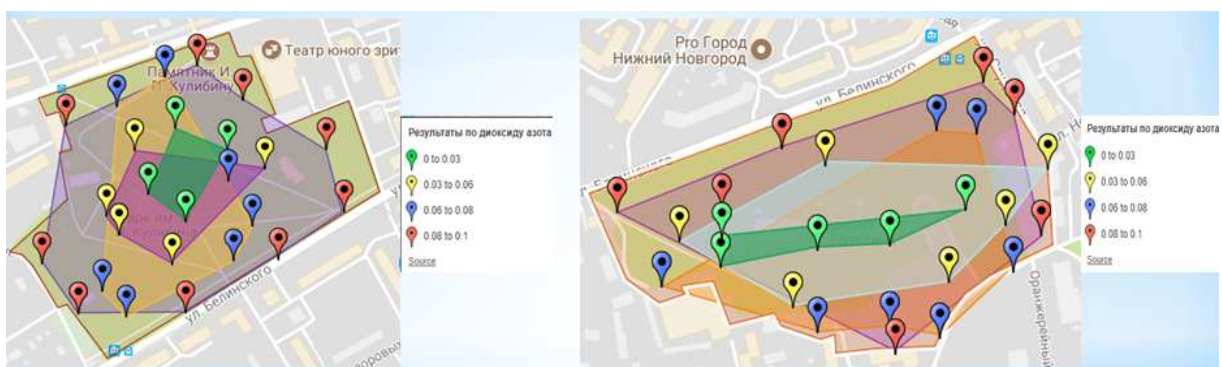 Театр юного зрит
Памятник И.
П. Кулибину
ул. Белинского
Результаты по диоксиду азота
0 to 0.03
0.03 to 0.06
0.06 to 0.08
0.08 to 0.1
Source
Pro Город
Нижний Новгород
ул. Белинского
Оранжерейный
Результаты по диоксиду азота
0 to 0.03
0.03 to 0.06
0.06 to 0.08
0.08 to 0.1
Source